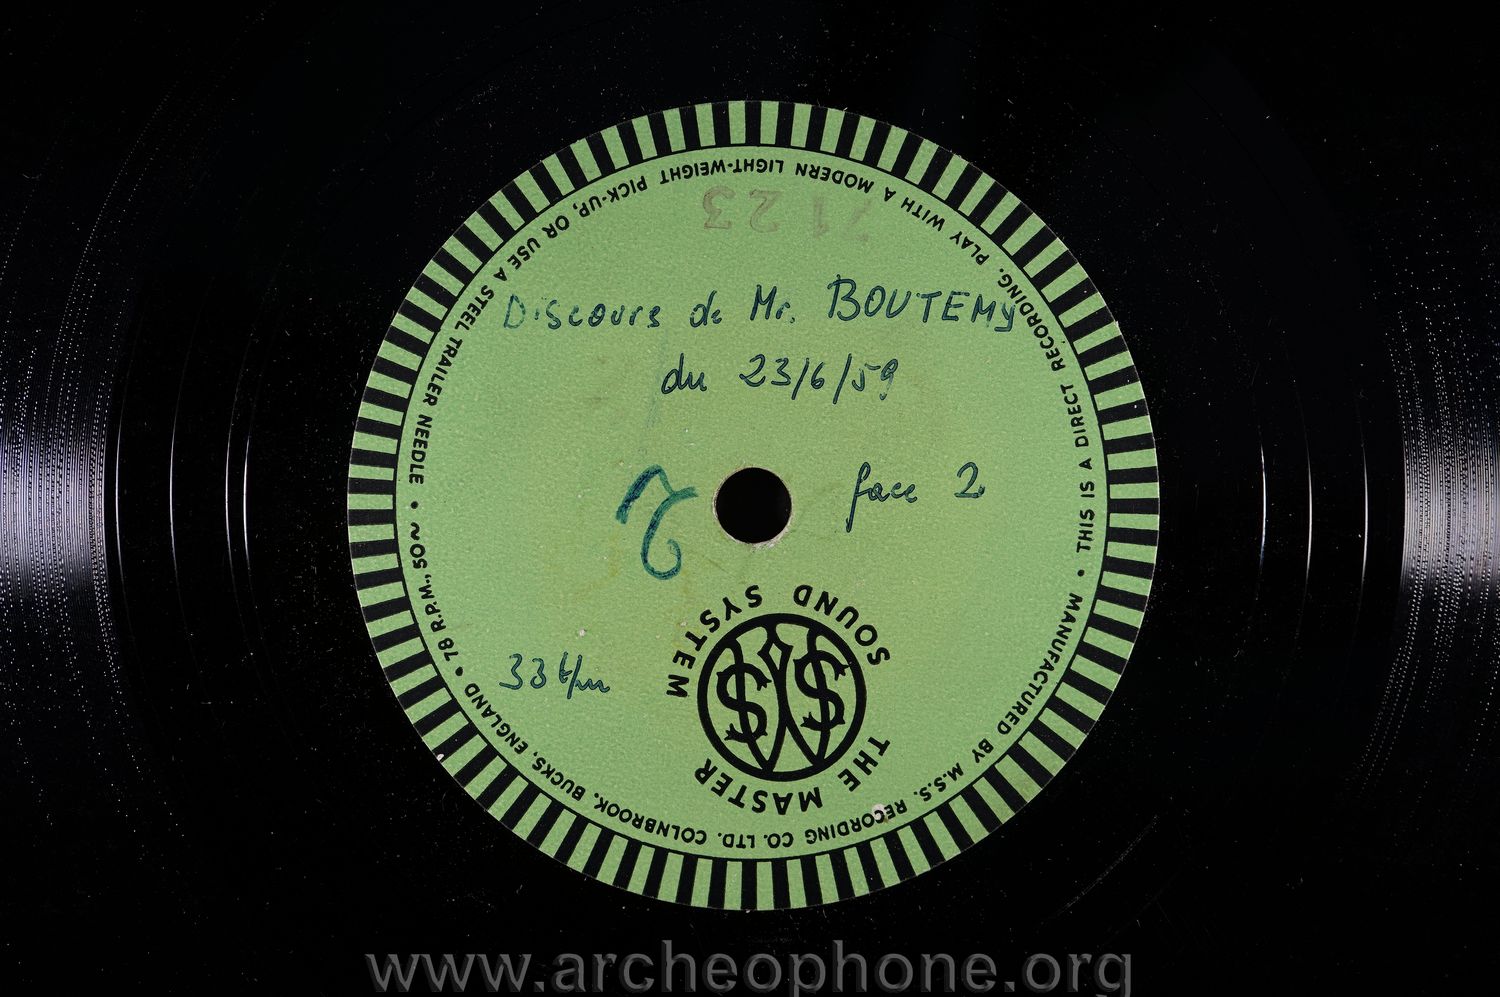 7123
Discours de Mr. BOUTEMY
du 23/6/59
face 2
33 t/m
THE MASTER SOUND SYSTEM
MSS
THIS IS A DIRECT RECORDING. PLAY WITH A MODERN LIGHT-WEIGHT PICK-UP, OR USE A STEEL TRAILER NEEDLE •
78 R.P.M., 50~ •
MANUFACTURED BY M.S.S. RECORDING CO. LTD. COLNBROOK, BUCKS, ENGLAND •
www.archeophone.org